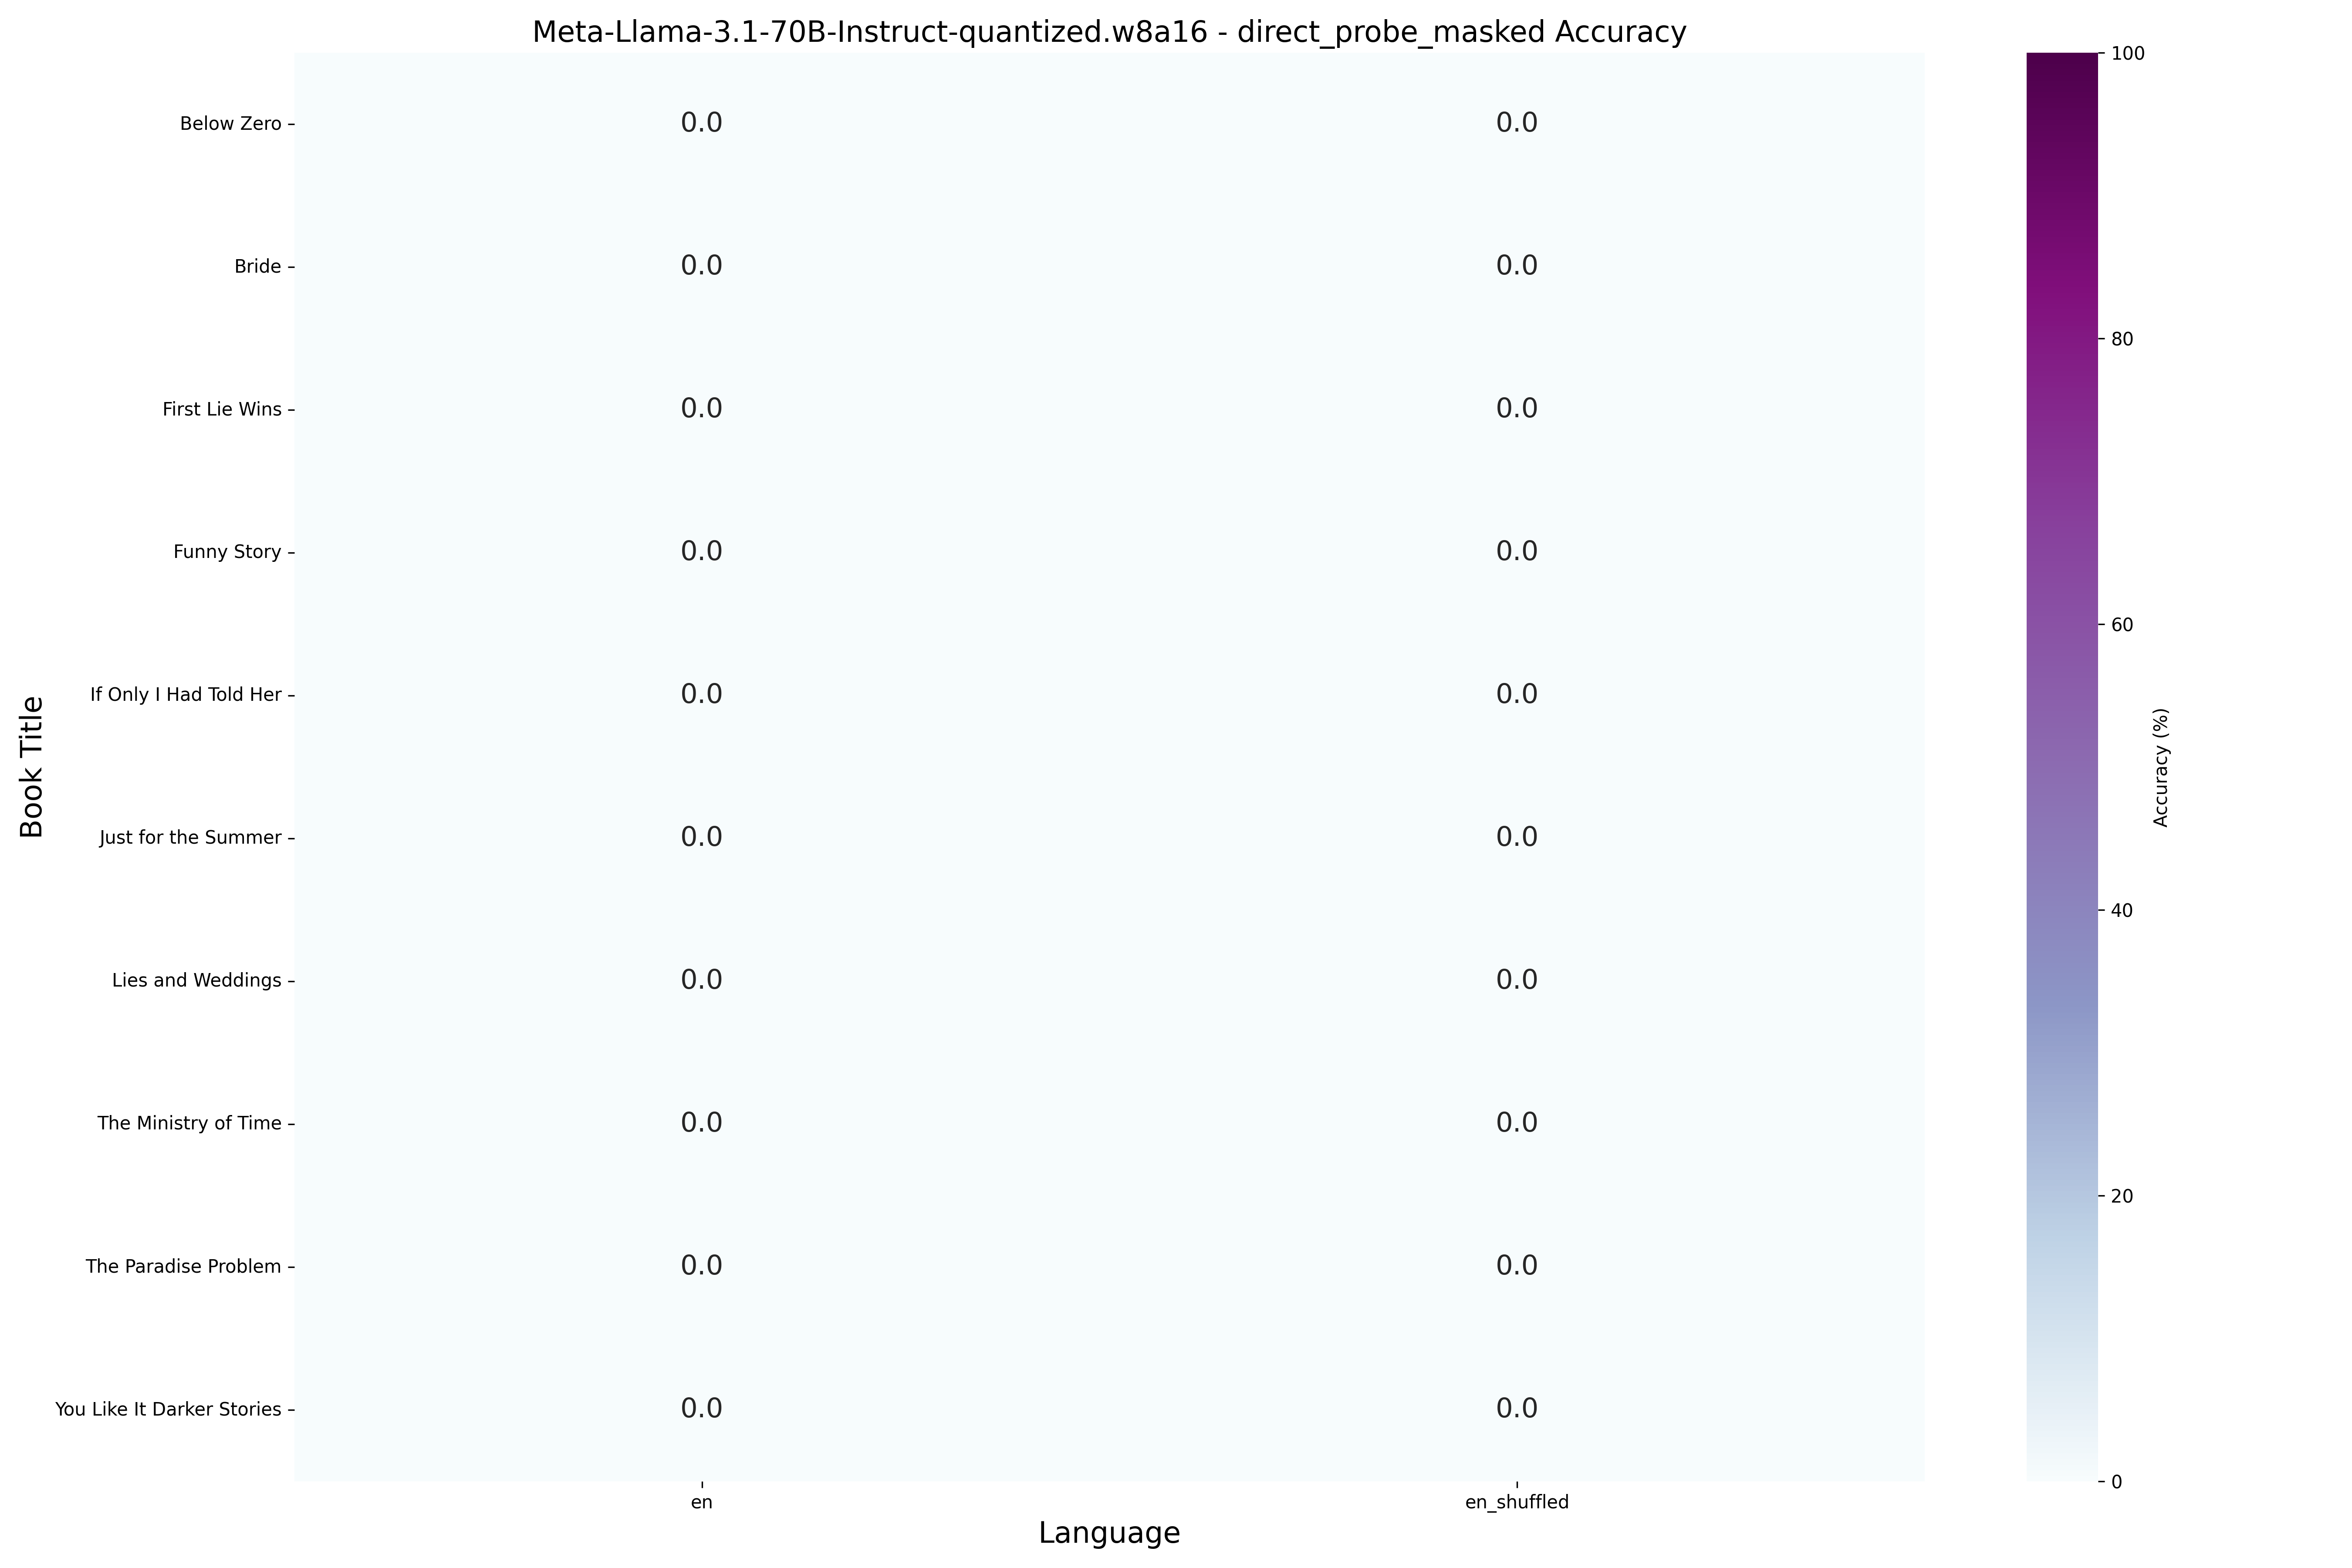 Meta-Llama-3.1-70B-Instruct-quantized.w8a16 - direct_probe_masked Accuracy
Book Title
Below Zero 0.0 0.0
Bride 0.0 0.0
First Lie Wins 0.0 0.0
Funny Story 0.0 0.0
If Only I Had Told Her 0.0 0.0
Just for the Summer 0.0 0.0
Lies and Weddings 0.0 0.0
The Ministry of Time 0.0 0.0
The Paradise Problem 0.0 0.0
You Like It Darker Stories 0.0 0.0
en en_shuffled
Language
100
80
60
40
20
0
Accuracy (%)